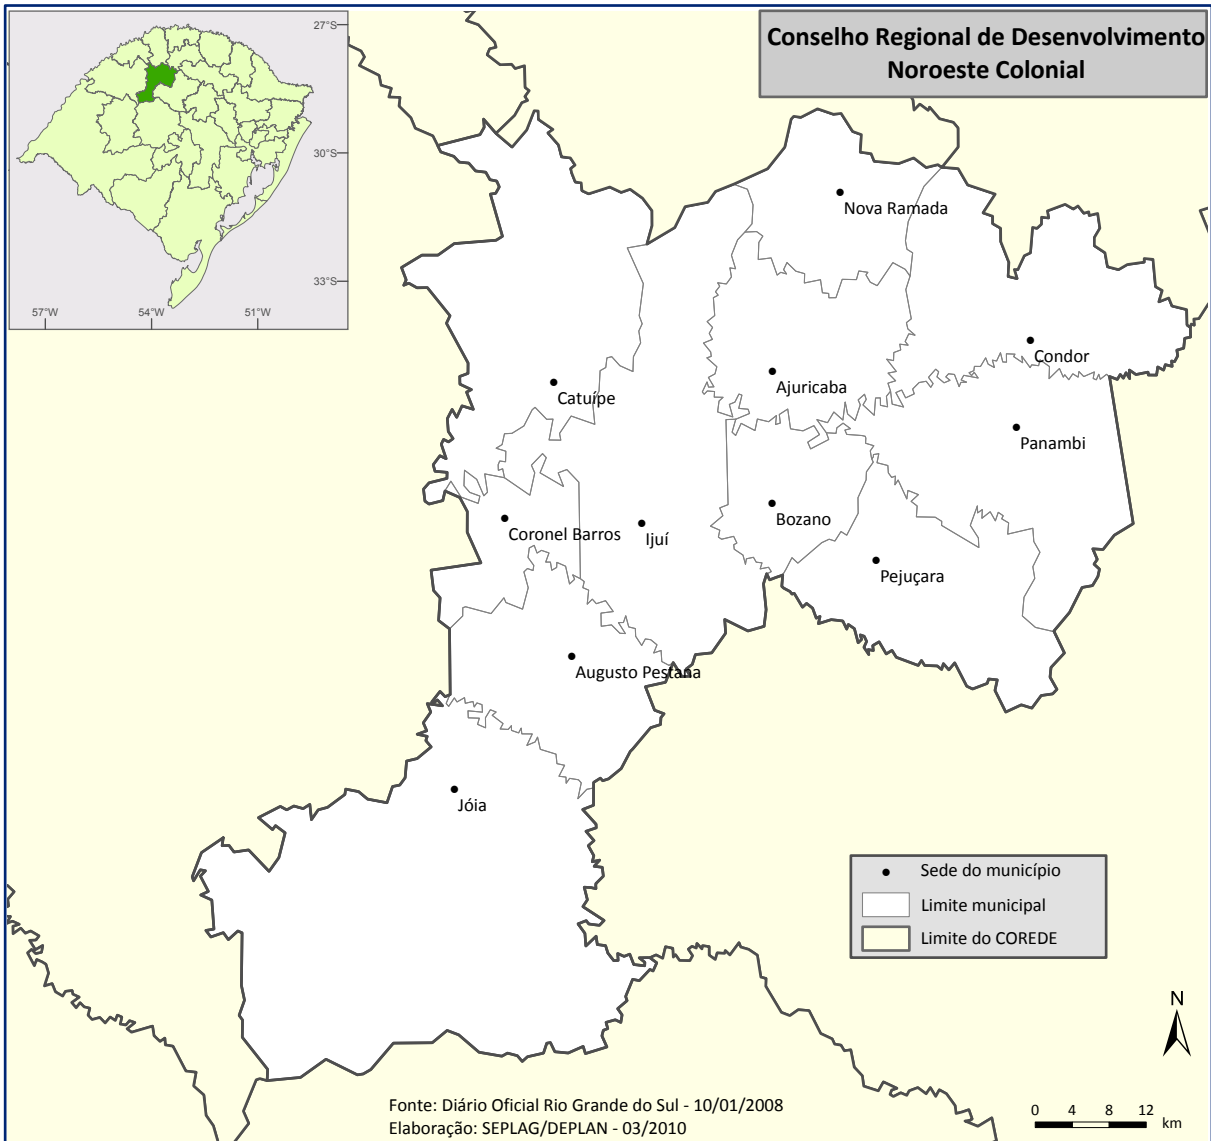 Conselho Regional de Desenvolvimento
Noroeste Colonial
27°S
30°S
33°S
57°W
54°W
51°W
Nova Ramada
Condor
Ajuricaba
Catuípe
Panambi
Bozano
Coronel Barros
Ijuí
Pejuçara
Augusto Pestana
Jóia
Sede do município
Limite municipal
Limite do COREDE
N
Fonte: Diário Oficial Rio Grande do Sul - 10/01/2008
Elaboração: SEPLAG/DEPLAN - 03/2010
0 4 8 12
km